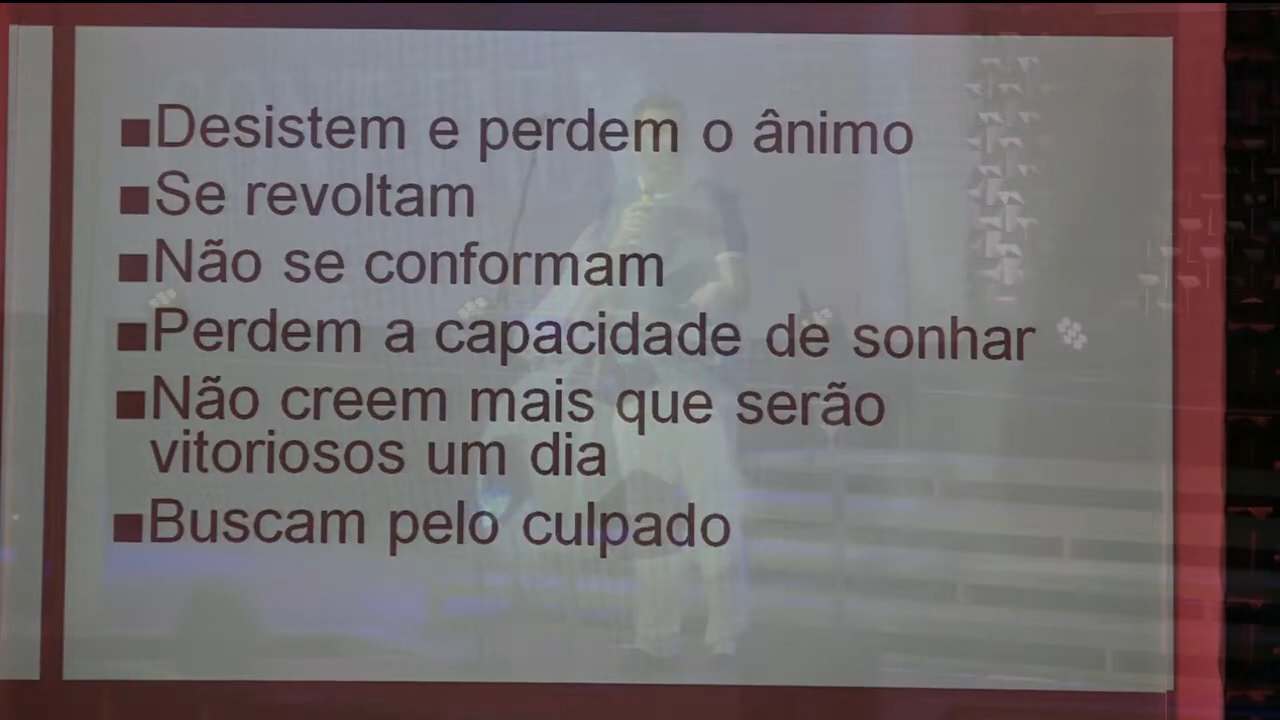 ■Desistem e perdem o ânimo
■Se revoltam
■Não se conformam
■Perdem a capacidade de sonhar
■Não creem mais que serão
vitoriosos um dia
■Buscam pelo culpado